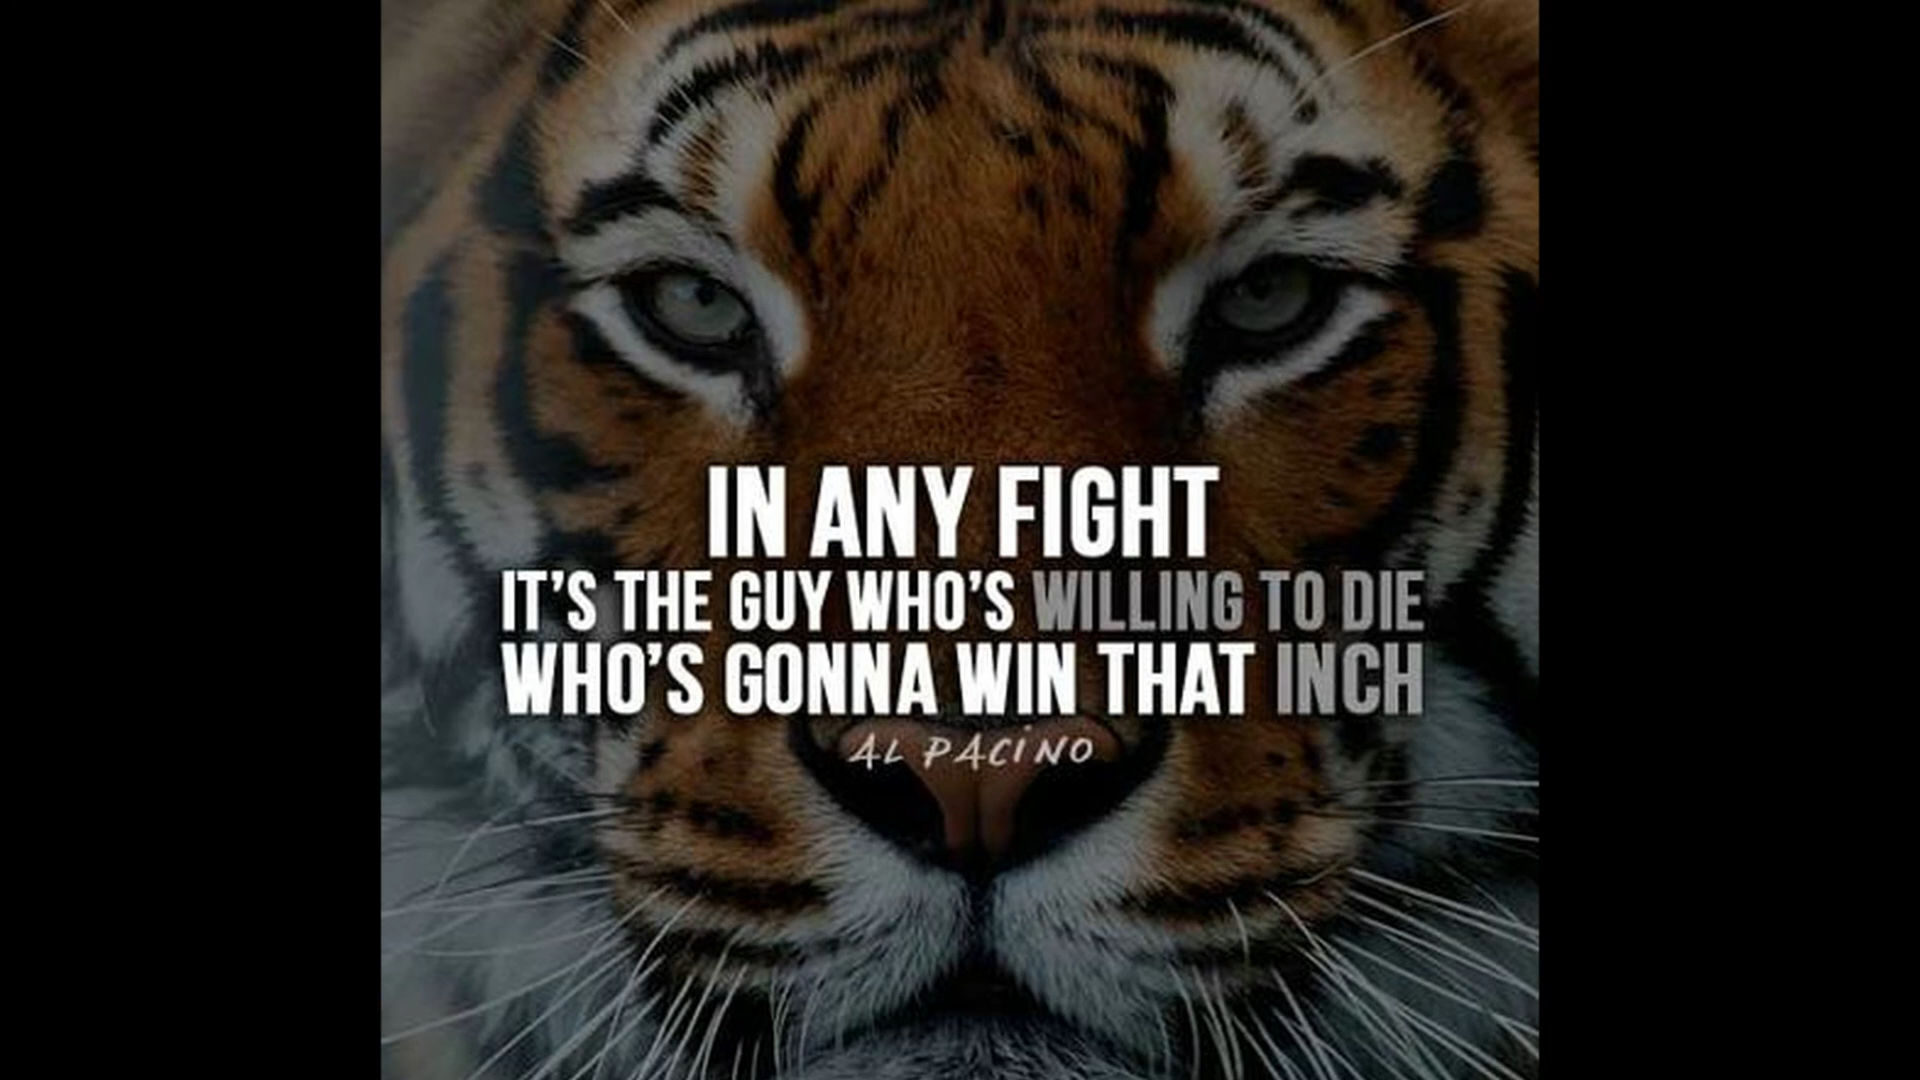 IN ANY FIGHT
IT'S THE GUY WHO'S WILLING TO DIE
WHO'S GONNA WIN THAT INCH
AL PACINO